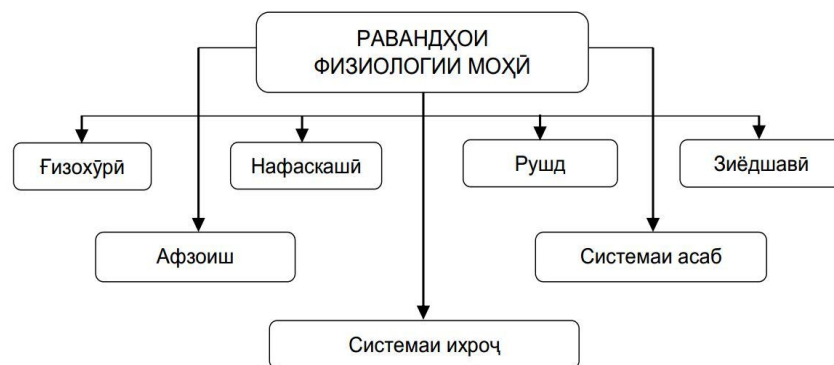 РАВАНДҲОИ
ФИЗИОЛОГИИ МОҲӢ
Ғизохӯрӣ
Нафаскашӣ
Рушд
Зиёдшавӣ
Афзоиш
Системаи асаб
Системаи ихроҷ